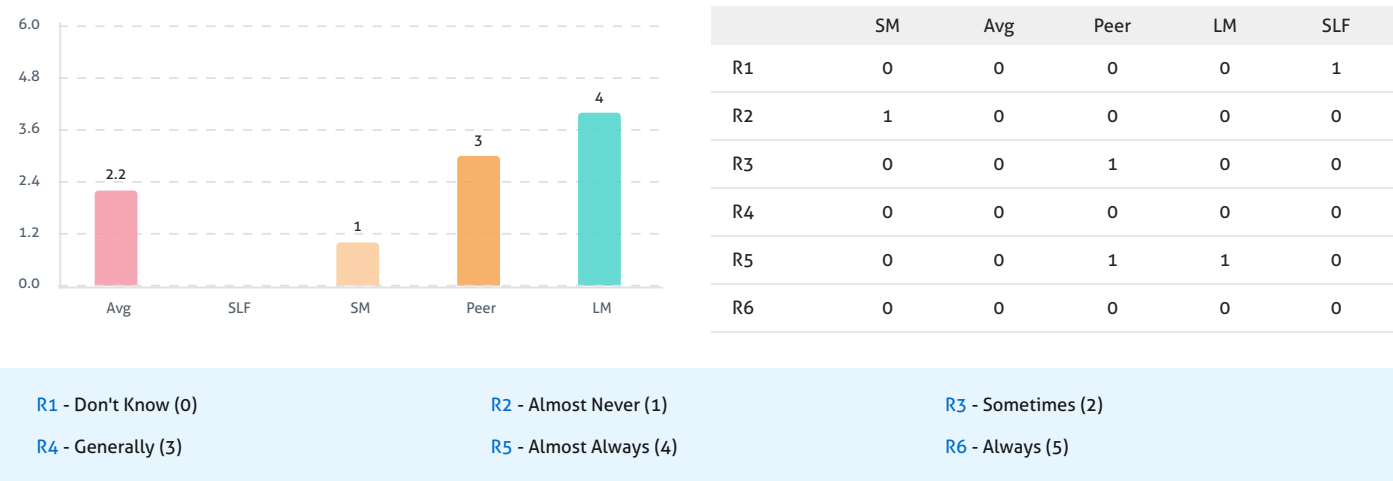 6.0
4.8
3.6
2.4
1.2
0.0
2.2
1
3
4
Avg SLF SM Peer LM
SM Avg Peer LM SLF
R1 0 0 0 0 1
R2 1 0 0 0 0
R3 0 0 1 0 0
R4 0 0 0 0 0
R5 0 0 1 1 0
R6 0 0 0 0 0
R1 - Don't Know (0) R2 - Almost Never (1) R3 - Sometimes (2)
R4 - Generally (3) R5 - Almost Always (4) R6 - Always (5)